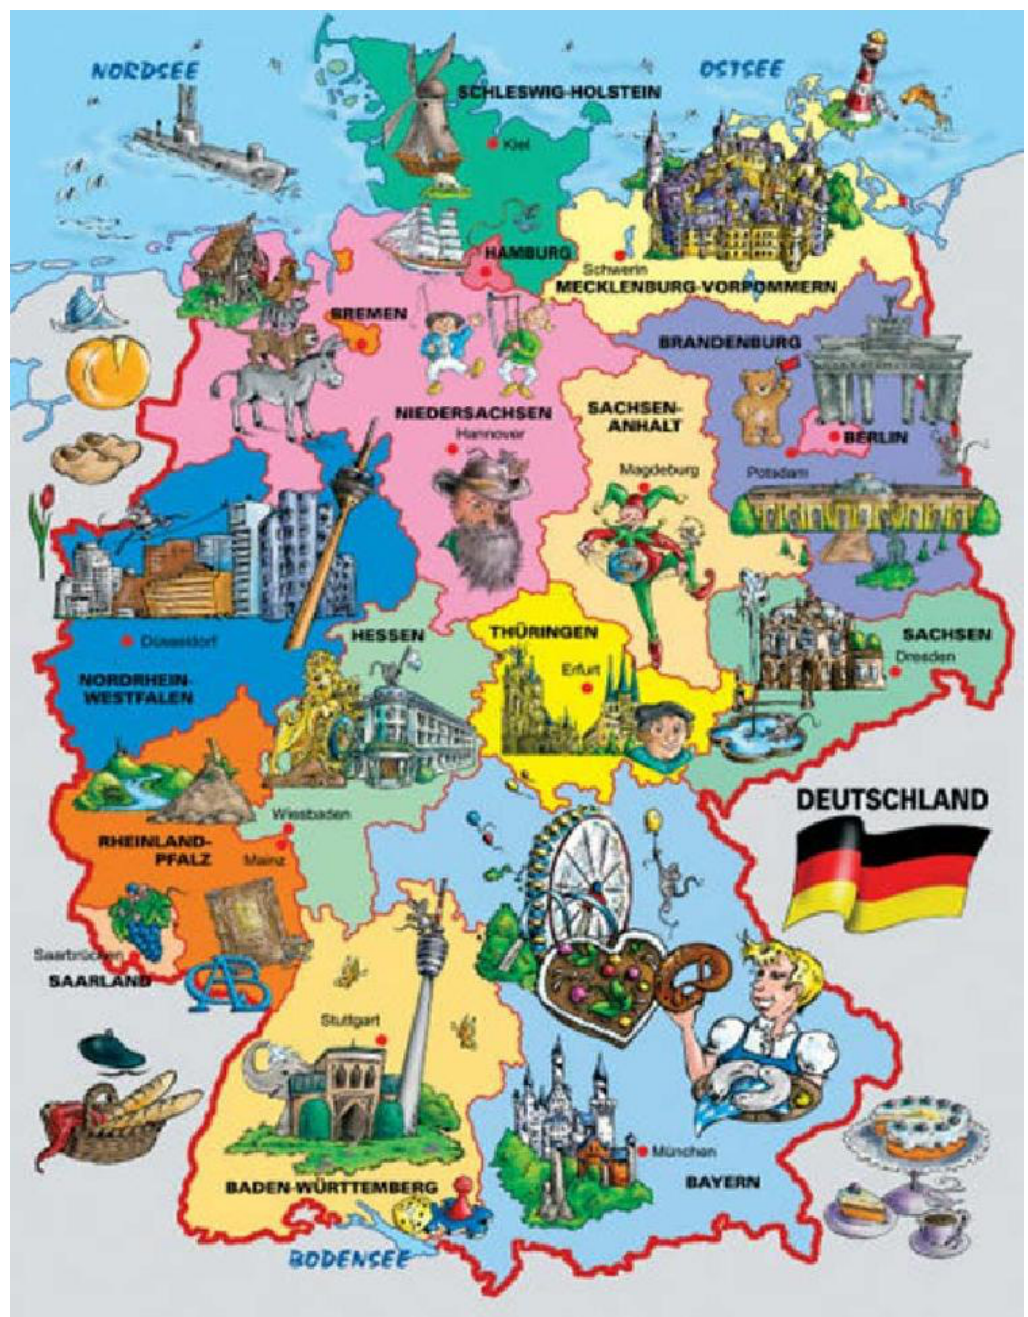 NORDSEE
OSTSEE
SCHLESWIG-HOLSTEIN
Kiel
HAMBURG
Schwerin
MECKLENBURG-VORPOMMERN
BREMEN
BRANDENBURG
NIEDERSACHSEN
Hannover
SACHSEN-
ANHALT
BERLIN
Magdeburg
Potsdam
Düsseldorf
HESSEN
THÜRINGEN
SACHSEN
Dresden
Erfurt
NORDRHEIN-
WESTFALEN
DEUTSCHLAND
Wiesbaden
RHEINLAND-
PFALZ
Mainz
Saarbrücken
SAARLAND
Stuttgart
München
BAYERN
BADEN-WÜRTTEMBERG
BODENSEE